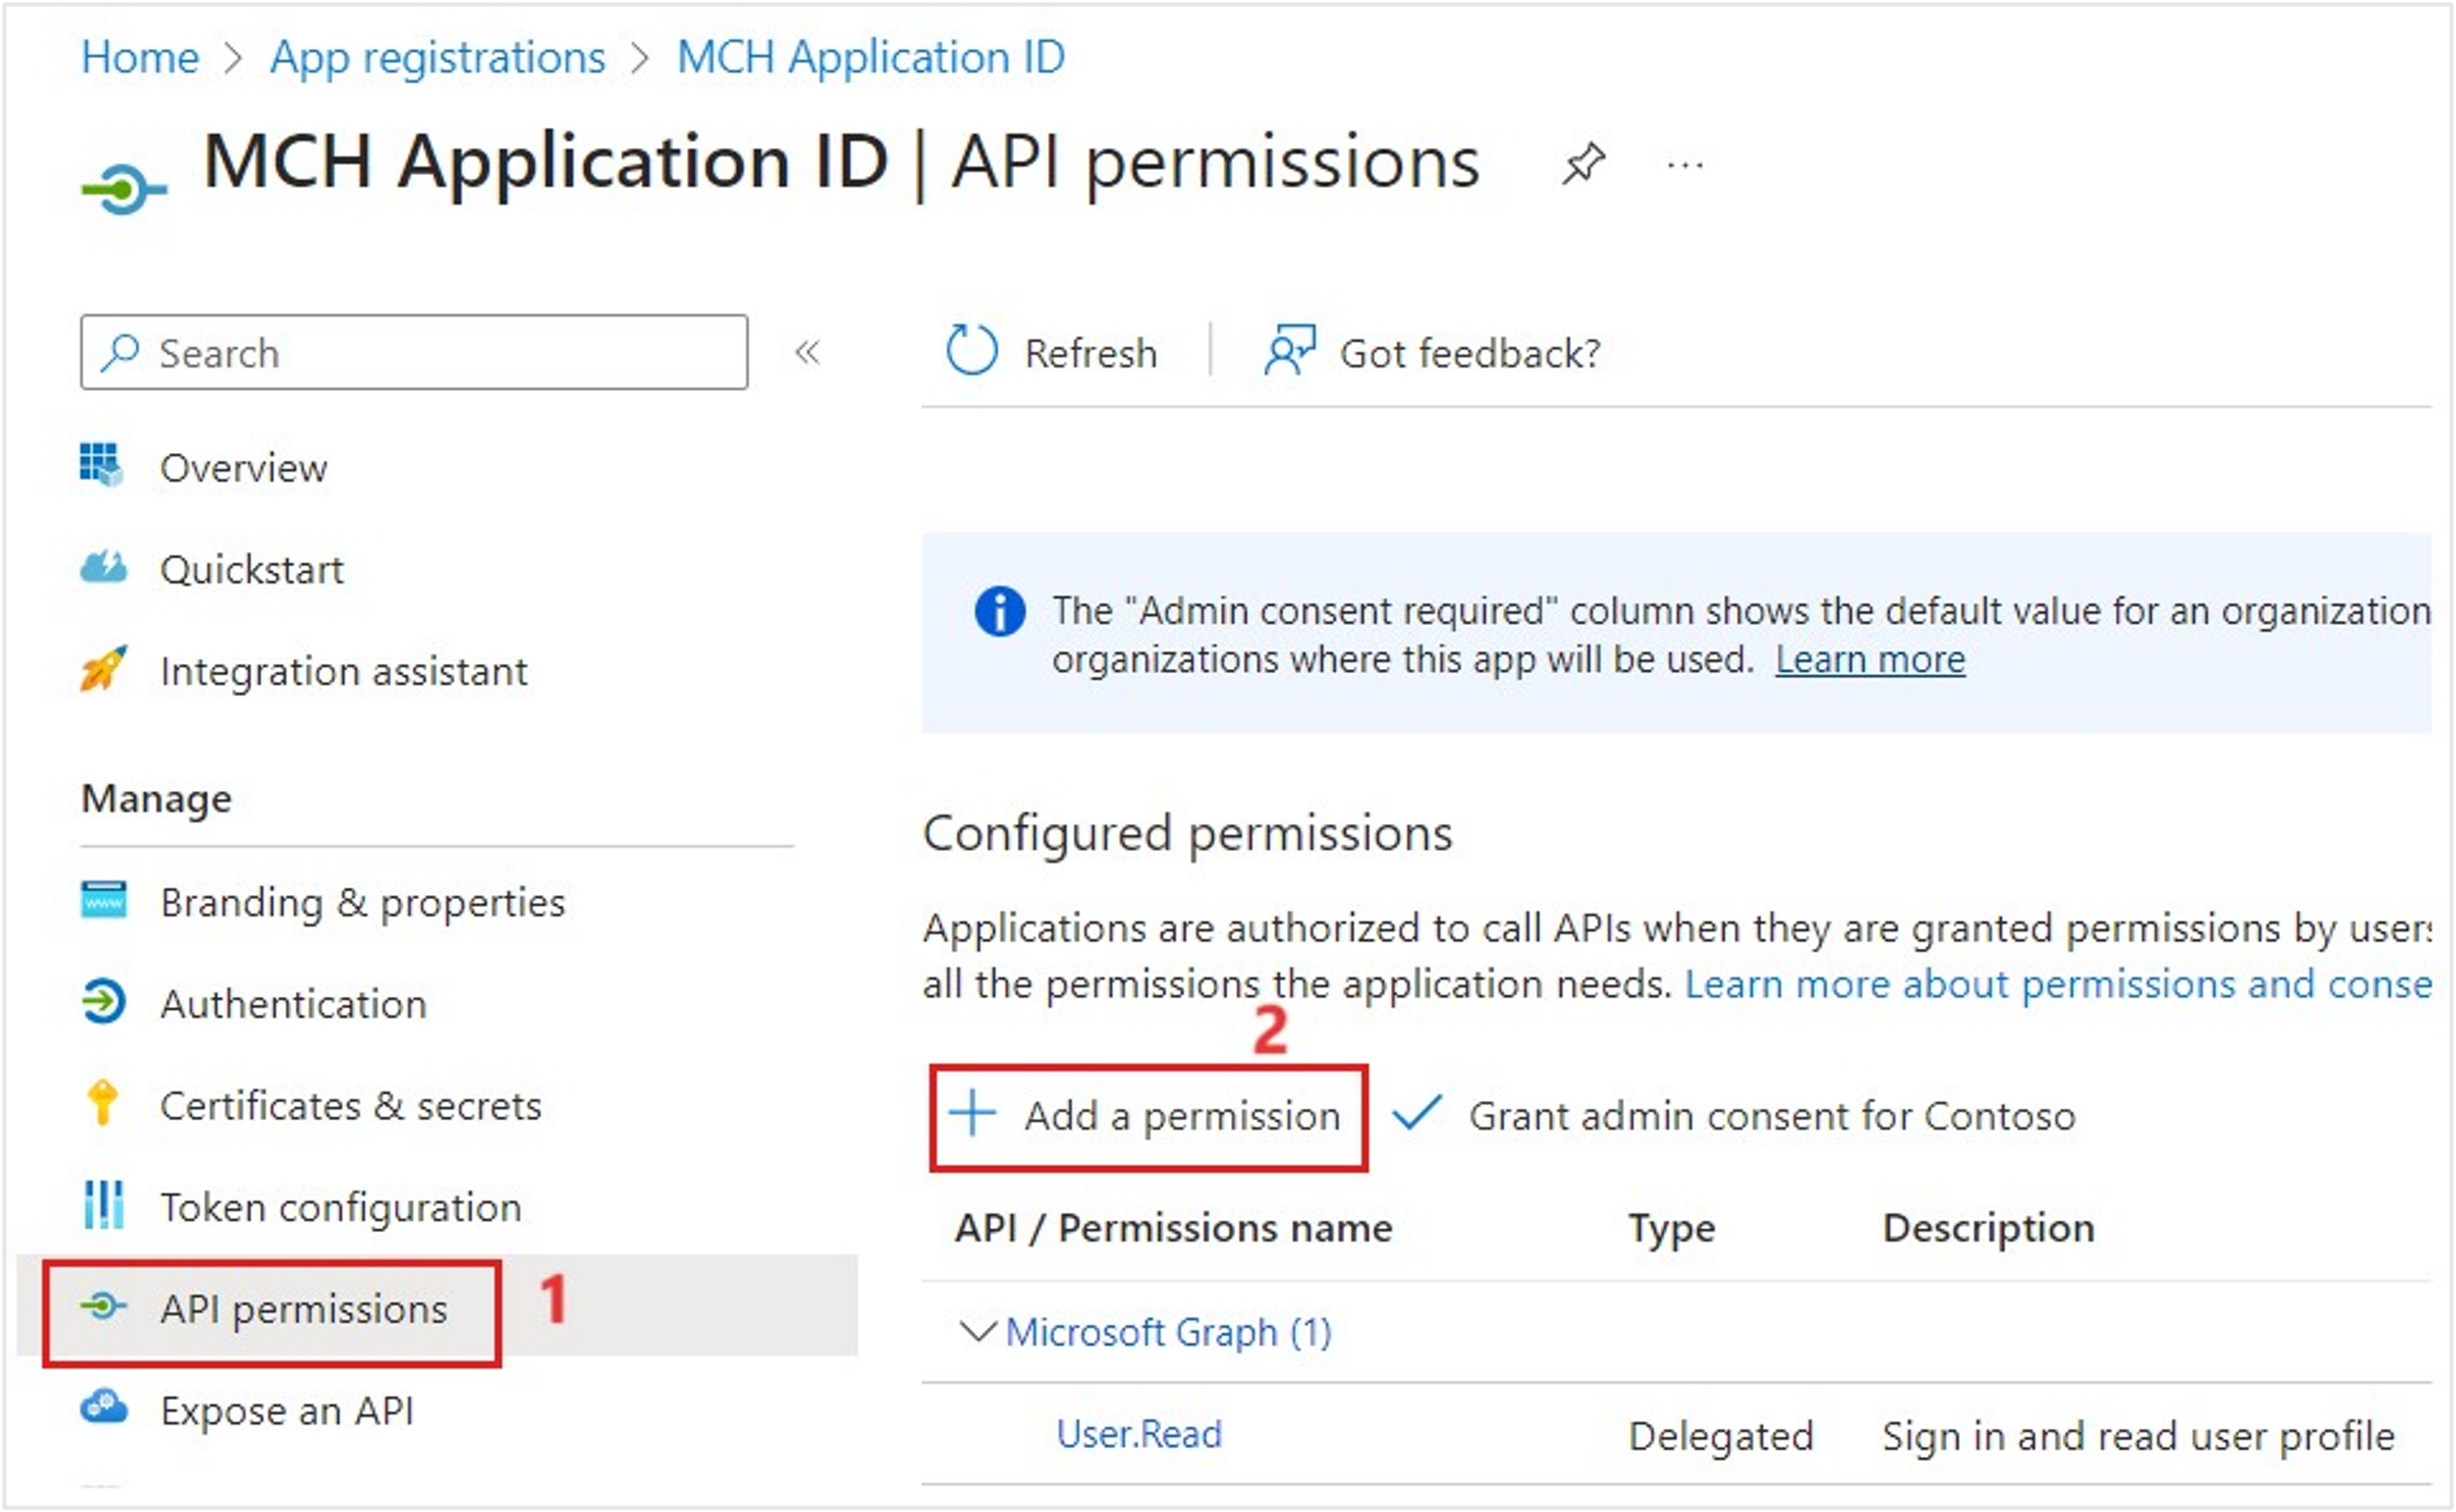 Home > App registrations > MCH Application ID
MCH Application ID | API permissions ...
Search
«
Overview
Quickstart
Integration assistant
Manage
Branding & properties
www
Authentication
Certificates & secrets
Token configuration
API permissions
1
Expose an API
Refresh | Got feedback?
The "Admin consent required" column shows the default value for an organization
organizations where this app will be used. Learn more
Configured permissions
Applications are authorized to call APIs when they are granted permissions by users
all the permissions the application needs. Learn more about permissions and conse
2
+ Add a permission ✓ Grant admin consent for Contoso
API / Permissions name Type Description
Microsoft Graph (1)
User.Read Delegated Sign in and read user profile